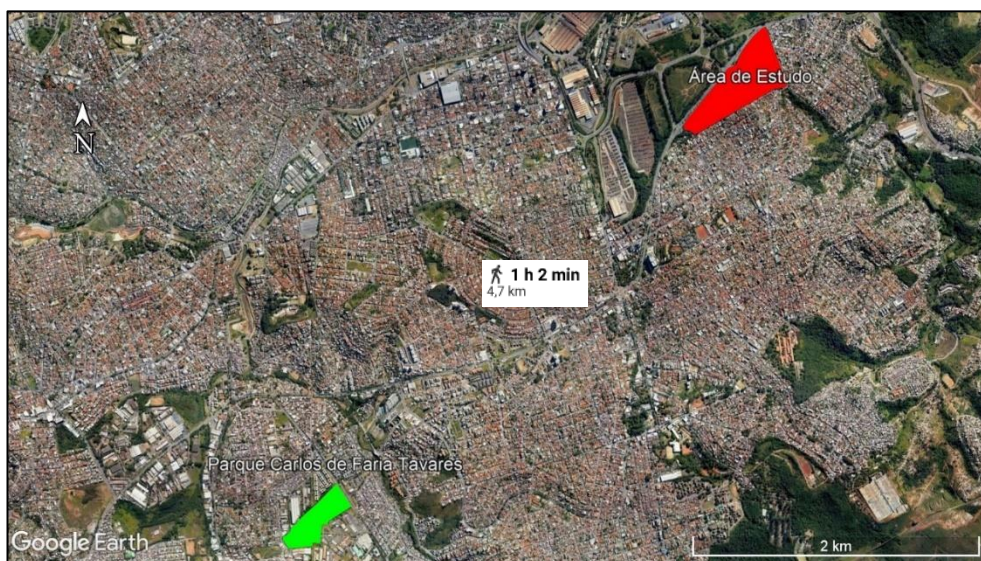 Área de Estudo
N
1 h 2 min
4,7 km
Parque Carlos de Faria Tavares
Google Earth
2 km